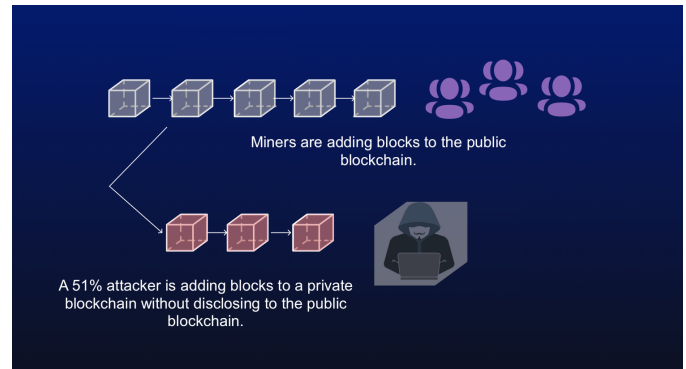 Miners are adding blocks to the public
blockchain.
A 51% attacker is adding blocks to a private
blockchain without disclosing to the public
blockchain.